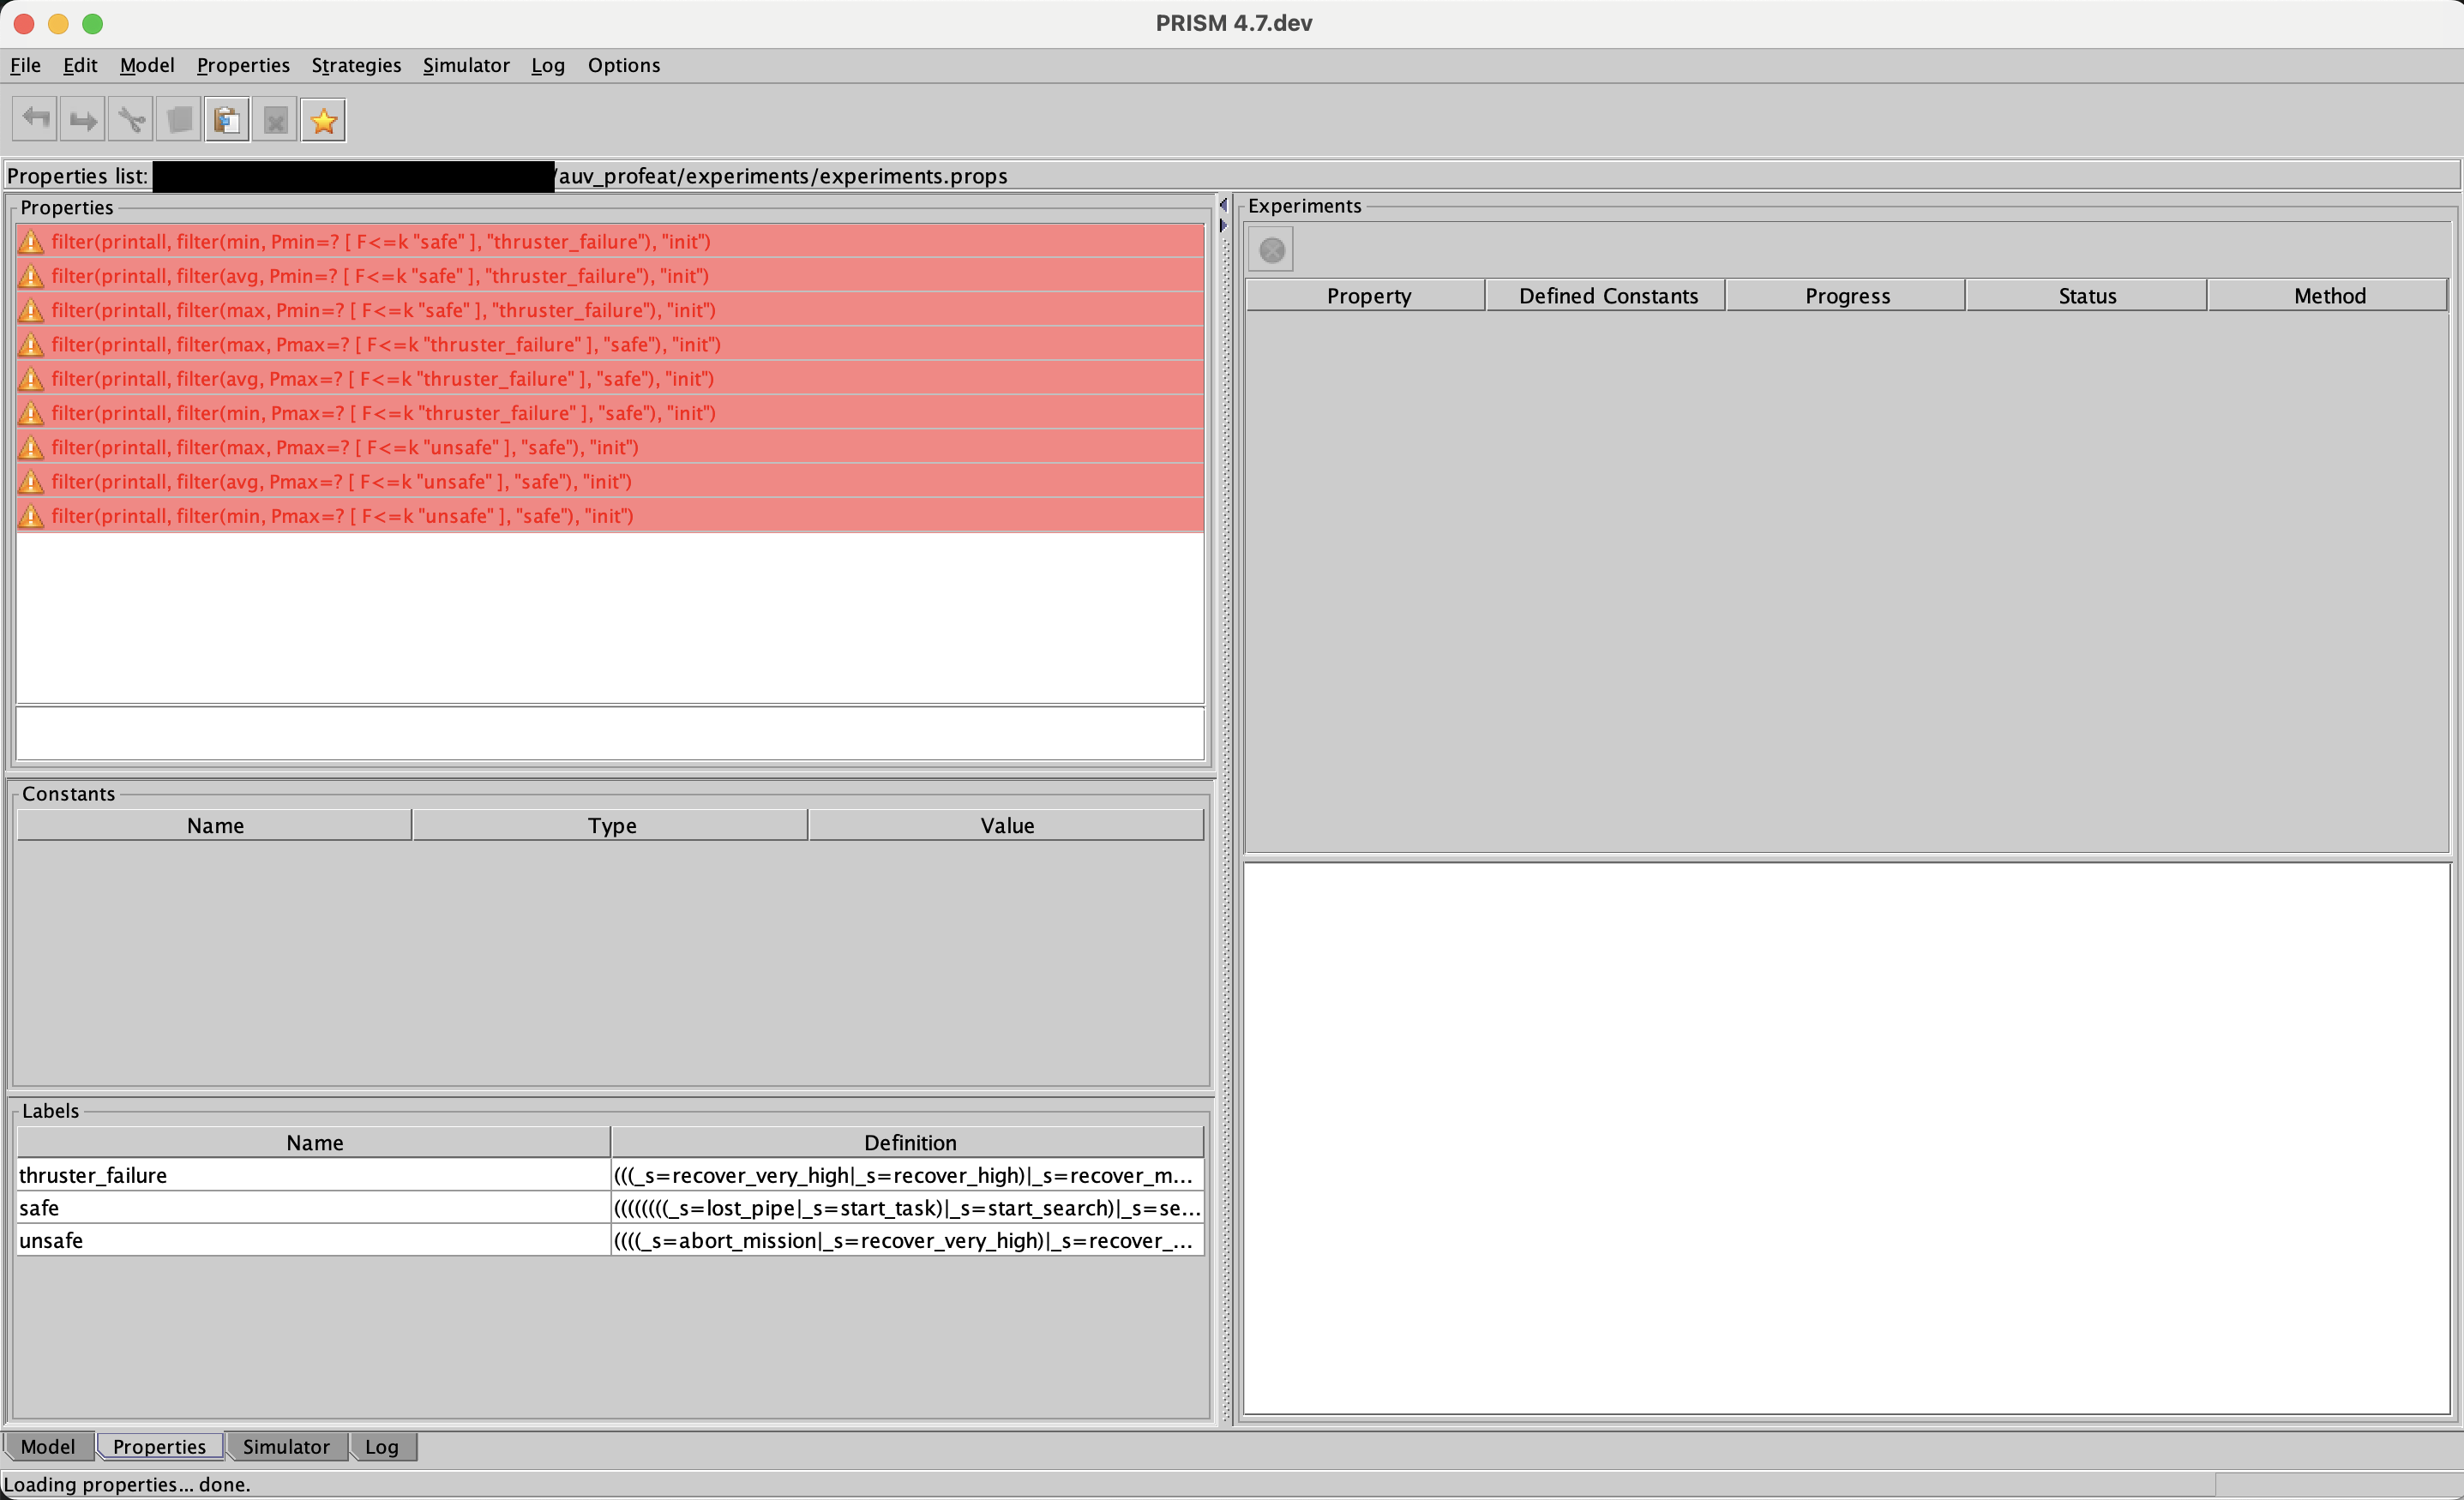 PRISM 4.7.dev
File Edit Model Properties Strategies Simulator Log Options
Properties list: /auv_profeat/experiments/experiments.props
Properties
filter(printall, filter(min, Pmin=? [ F<=k "safe" ], "thruster_failure"), "init")
filter(printall, filter(avg, Pmin=? [ F<=k "safe" ], "thruster_failure"), "init")
filter(printall, filter(max, Pmin=? [ F<=k "safe" ], "thruster_failure"), "init")
filter(printall, filter(max, Pmax=? [ F<=k "thruster_failure" ], "safe"), "init")
filter(printall, filter(avg, Pmax=? [ F<=k "thruster_failure" ], "safe"), "init")
filter(printall, filter(min, Pmax=? [ F<=k "thruster_failure" ], "safe"), "init")
filter(printall, filter(max, Pmax=? [ F<=k "unsafe" ], "safe"), "init")
filter(printall, filter(avg, Pmax=? [ F<=k "unsafe" ], "safe"), "init")
filter(printall, filter(min, Pmax=? [ F<=k "unsafe" ], "safe"), "init")
Constants
Name Type Value
Labels
Name Definition
thruster_failure (((_s=recover_very_high|_s=recover_high)|_s=recover_m...
safe ((((((((_s=lost_pipe|_s=start_task)|_s=start_search)|_s=se...
unsafe ((((_s=abort_mission|_s=recover_very_high)|_s=recover_...
Experiments
Property Defined Constants Progress Status Method
Model Properties Simulator Log
Loading properties... done.